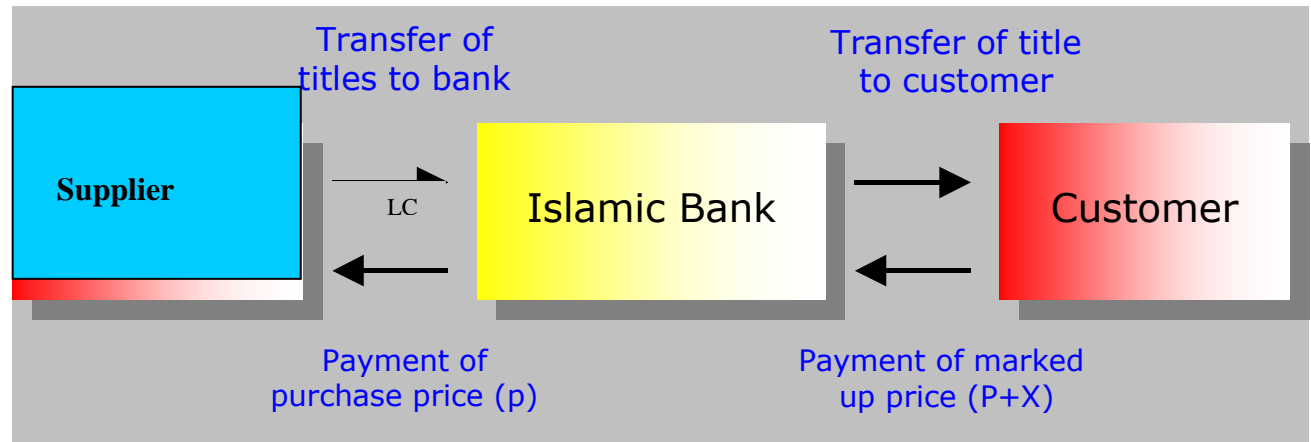 Transfer of
titles to bank
Transfer of title
to customer
Supplier
LC
Islamic Bank
Customer
Payment of
purchase price (p)
Payment of marked
up price (P+X)